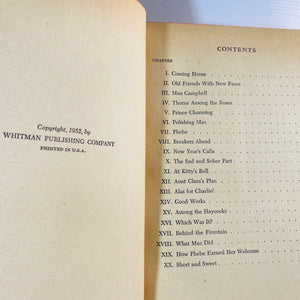 Copyright, 1952, by
WHITMAN PUBLISHING COMPANY
PRINTED IN U.S.A.
CONTENTS
CHAPTER
I. Coming Home
II. Old Friends With New Faces
III. Miss Campbell
IV. Thorns Among the Roses
V. Prince Charming
VI. Polishing Mac
VII. Phebe
VIII. Breakers Ahead
IX. New Year's Calls
X. The Sad and Sober Part
XI. At Kitty's Ball
XII. Aunt Clara's Plan
XIII. Alas for Charlie!
XIV. Good Works
XV. Among the Haycocks
XVI. Which Was It?
XVII. Behind the Fountain
XVIII. What Mac Did
XIX. How Phebe Earned Her Welcome
XX. Short and Sweet